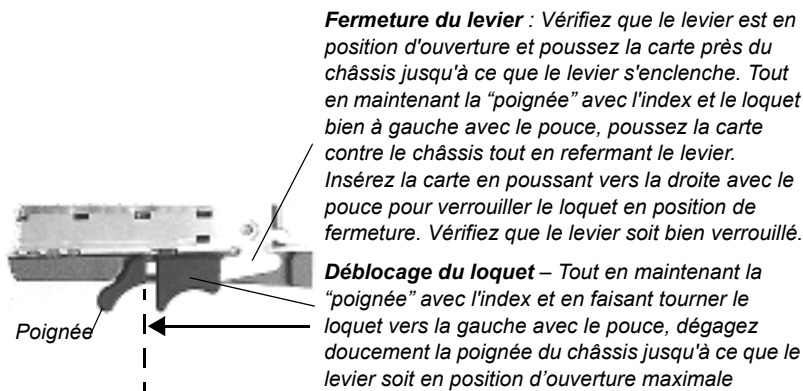 Fermeture du levier : Vérifiez que le levier est en
position d'ouverture et poussez la carte près du
châssis jusqu'à ce que le levier s'enclenche. Tout
en maintenant la “poignée” avec l'index et le loquet
bien à gauche avec le pouce, poussez la carte
contre le châssis tout en refermant le levier.
Insérez la carte en poussant vers la droite avec le
pouce pour verrouiller le loquet en position de
fermeture. Vérifiez que le levier soit bien verrouillé.
Déblocage du loquet – Tout en maintenant la
“poignée” avec l'index et en faisant tourner le
loquet vers la gauche avec le pouce, dégagez
doucement la poignée du châssis jusqu'à ce que le
levier soit en position d’ouverture maximale
Poignée